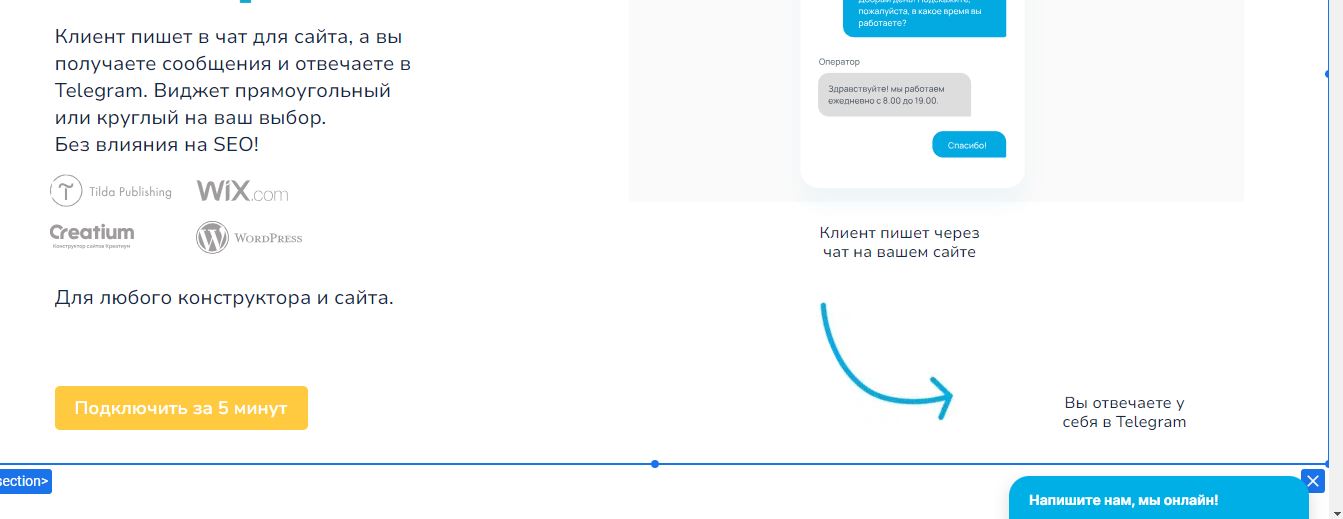 Клиент пишет в чат для сайта, а вы
получаете сообщения и отвечаете в
Telegram. Виджет прямоугольный
или круглый на ваш выбор.
Без влияния на SEO!
Tilda Publishing
WiX.com
Creatium
Конструктор сайтов Креатиум
WORDPRESS
Для любого конструктора и сайта.
Подключить за 5 минут
пожалуйста, в какое время вы
работаете?
Оператор
Здравствуйте! мы работаем
ежедневно с 8.00 до 19.00.
Спасибо!
Клиент пишет через
чат на вашем сайте
Вы отвечаете у
себя в Telegram
section>
Напишите нам, мы онлайн!